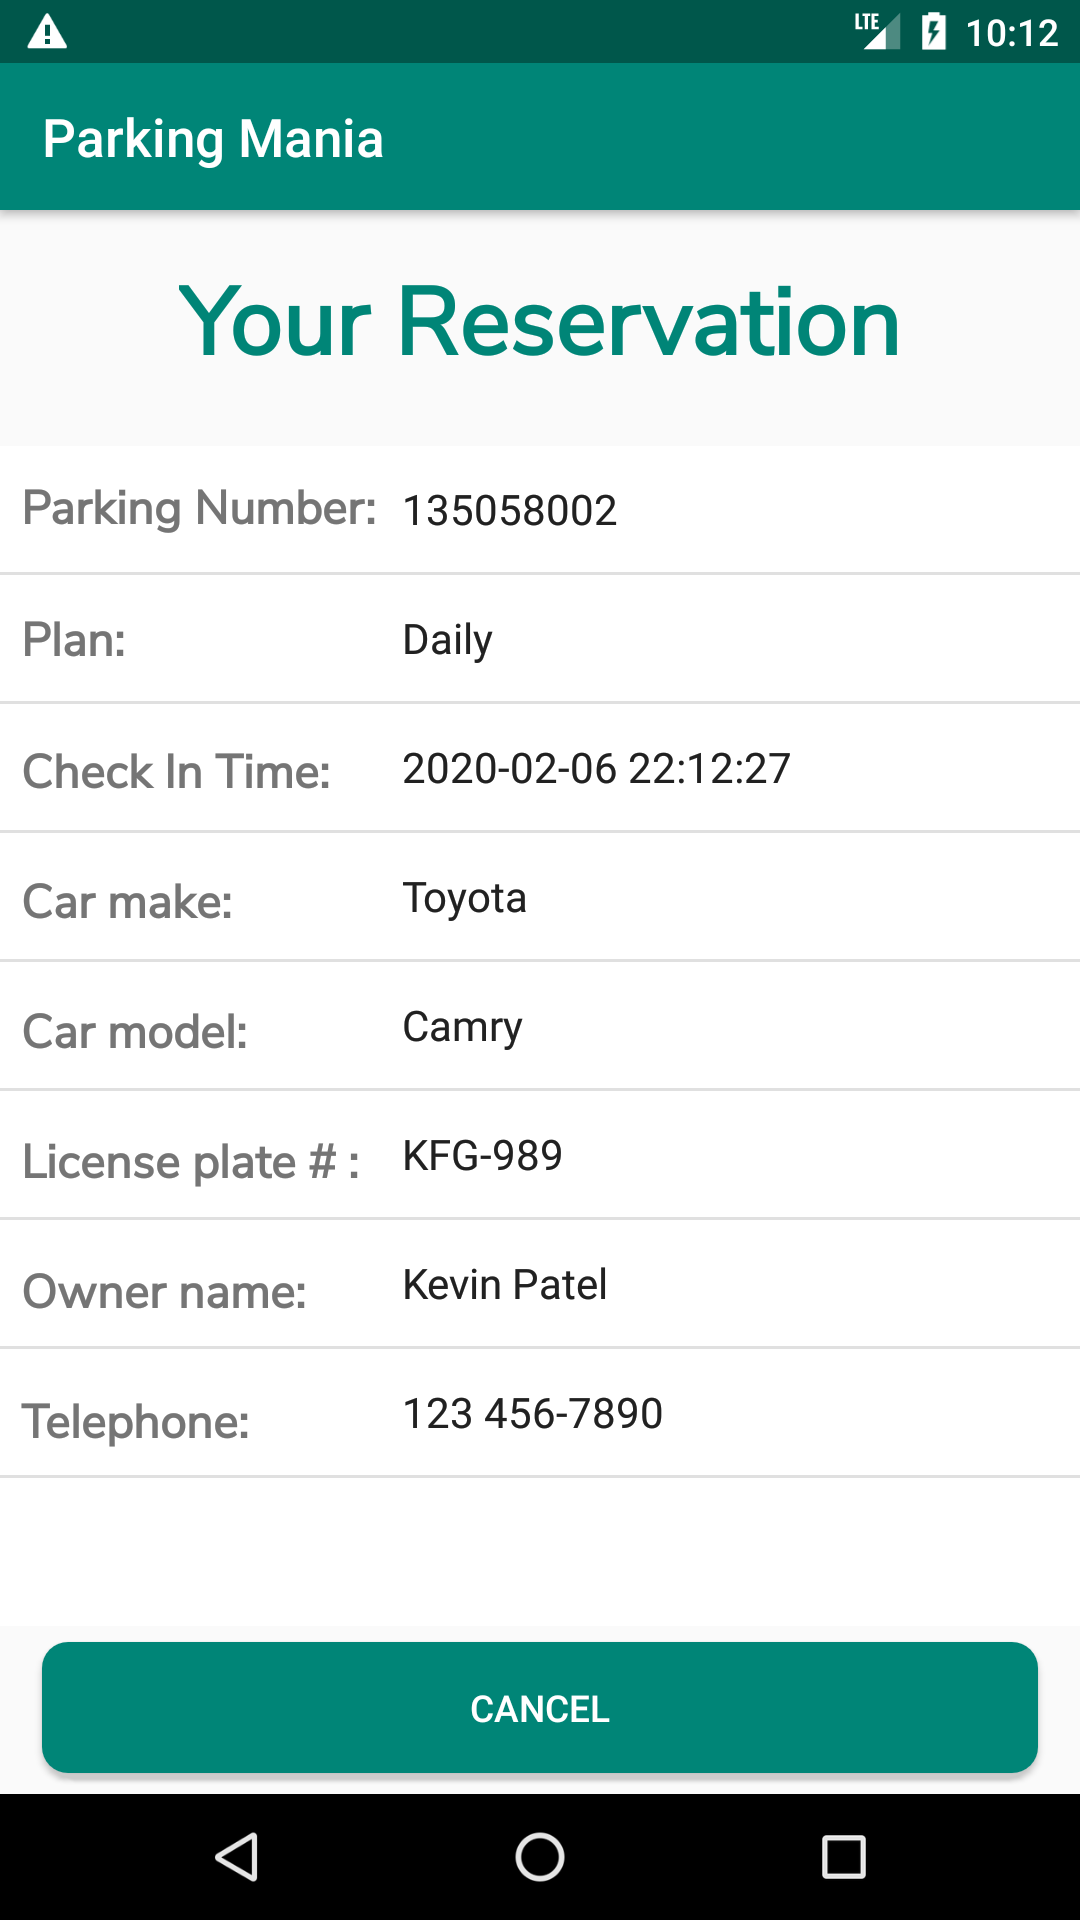 LTE 10:12
Parking Mania
Your Reservation
Parking Number: 135058002
Plan: Daily
Check In Time: 2020-02-06 22:12:27
Car make: Toyota
Car model: Camry
License plate # : KFG-989
Owner name: Kevin Patel
Telephone: 123 456-7890
CANCEL